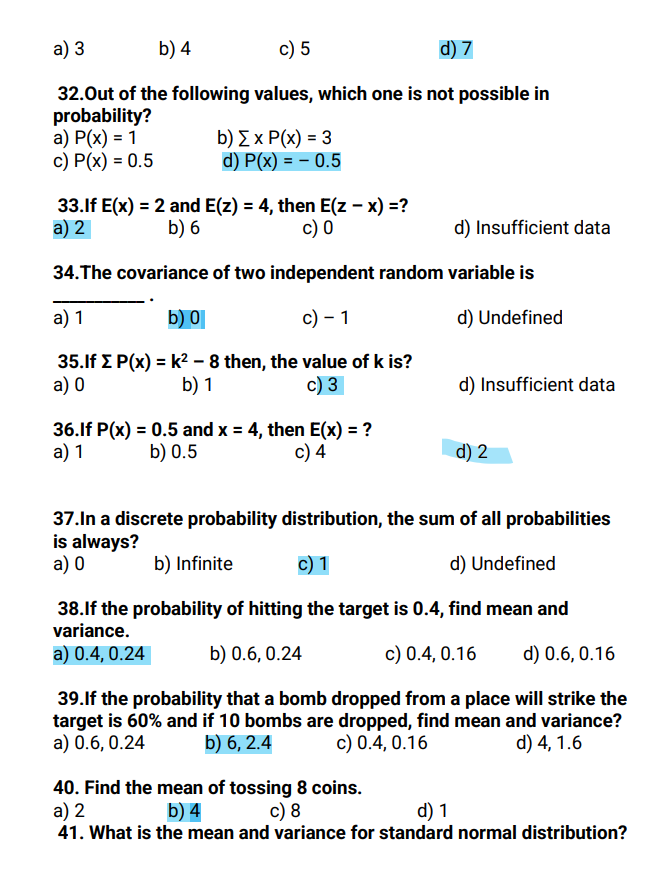 a) 3 b) 4 c) 5 d) 7
32.Out of the following values, which one is not possible in
probability?
a) P(x) = 1 b) ∑ x P(x) = 3
c) P(x) = 0.5 d) P(x) = – 0.5
33.If E(x) = 2 and E(z) = 4, then E(z – x) =?
a) 2 b) 6 c) 0 d) Insufficient data
34.The covariance of two independent random variable is
___________ .
a) 1 b) 0 c) – 1 d) Undefined
35.If Σ P(x) = k² – 8 then, the value of k is?
a) 0 b) 1 c) 3 d) Insufficient data
36.If P(x) = 0.5 and x = 4, then E(x) = ?
a) 1 b) 0.5 c) 4 d) 2
37.In a discrete probability distribution, the sum of all probabilities
is always?
a) 0 b) Infinite c) 1 d) Undefined
38.If the probability of hitting the target is 0.4, find mean and
variance.
a) 0.4, 0.24 b) 0.6, 0.24 c) 0.4, 0.16 d) 0.6, 0.16
39.If the probability that a bomb dropped from a place will strike the
target is 60% and if 10 bombs are dropped, find mean and variance?
a) 0.6, 0.24 b) 6, 2.4 c) 0.4, 0.16 d) 4, 1.6
40. Find the mean of tossing 8 coins.
a) 2 b) 4 c) 8 d) 1
41. What is the mean and variance for standard normal distribution?